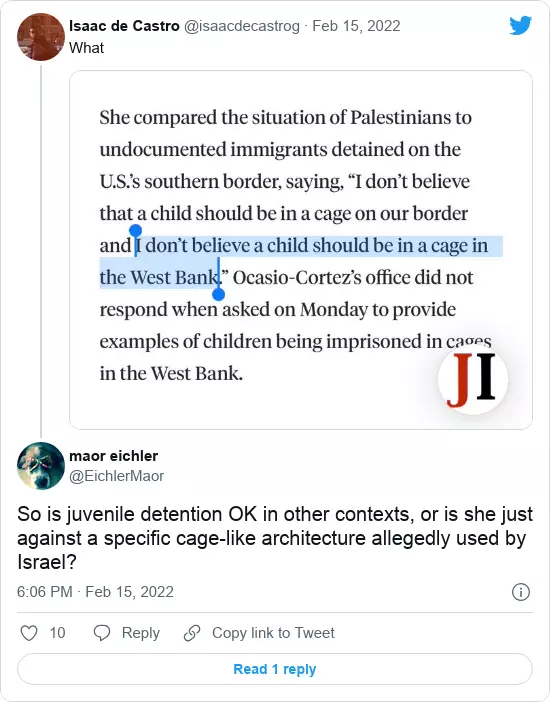 Isaac de Castro @isaacdecastrog · Feb 15, 2022
What
She compared the situation of Palestinians to
undocumented immigrants detained on the
U.S.’s southern border, saying, “I don’t believe
that a child should be in a cage on our border
and I don’t believe a child should be in a cage in
the West Bank.” Ocasio-Cortez’s office did not
respond when asked on Monday to provide
examples of children being imprisoned in cages
in the West Bank.
JI
maor eichler
@EichlerMaor
So is juvenile detention OK in other contexts, or is she just
against a specific cage-like architecture allegedly used by
Israel?
6:06 PM · Feb 15, 2022
10 Reply Copy link to Tweet
Read 1 reply